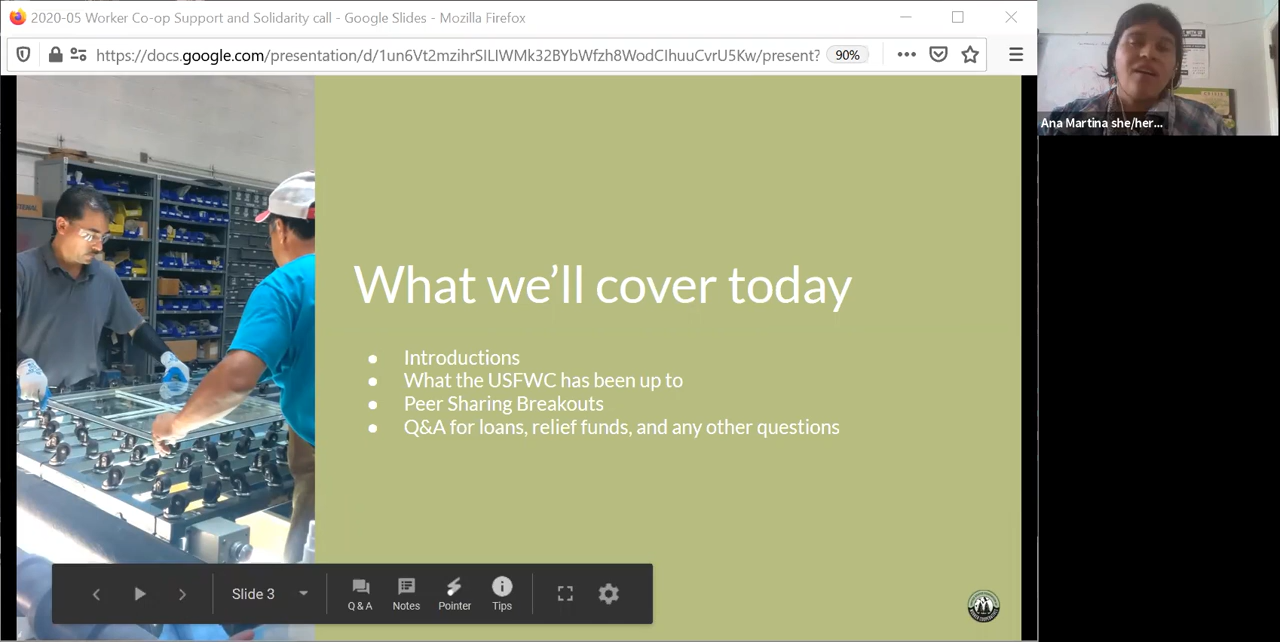 2020-05 Worker Co-op Support and Solidarity call - Google Slides - Mozilla Firefox
https://docs.google.com/presentation/d/1un6Vt2mzihrSlLlWMk32BYbWfzh8WodCIhuuCvrU5Kw/present?
90%
Ana Martina she/her...
What we'll cover today
● Introductions
● What the USFWC has been up to
● Peer Sharing Breakouts
● Q&A for loans, relief funds, and any other questions
Slide 3
Q & A
Notes
Pointer
Tips